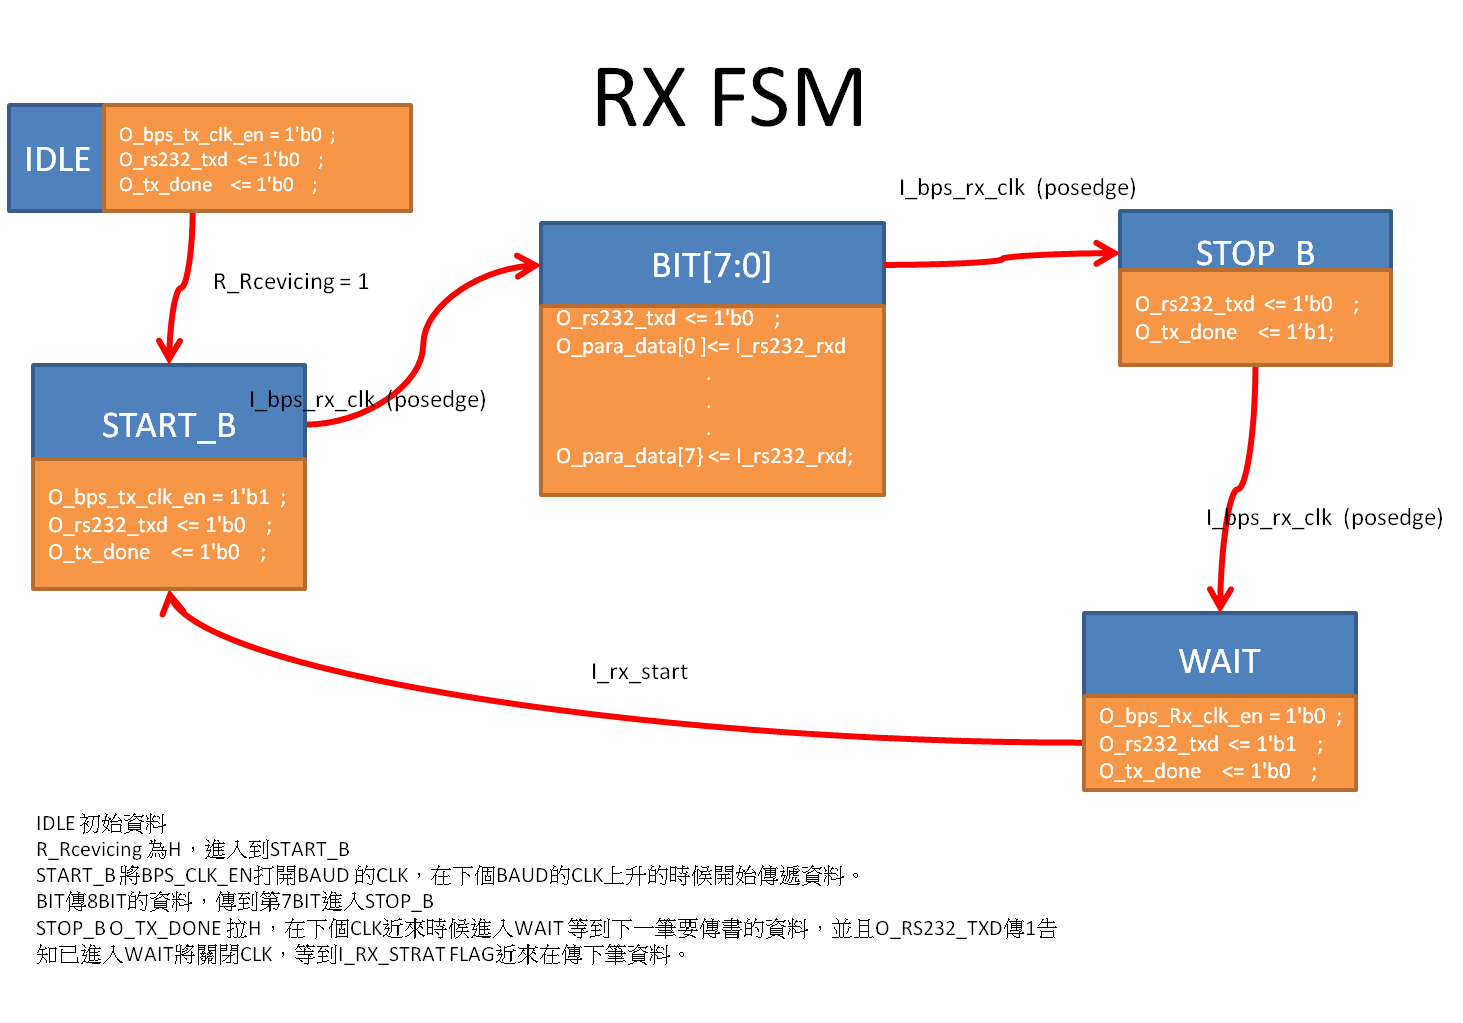 RX FSM
IDLE
O_bps_tx_clk_en = 1'b0 ;
O_rs232_txd <= 1'b0 ;
O_tx_done <= 1'b0 ;
R_Rcevicing = 1
START_B
O_bps_tx_clk_en = 1'b1 ;
O_rs232_txd <= 1'b0 ;
O_tx_done <= 1'b0 ;
I_bps_rx_clk (posedge)
BIT[7:0]
O_rs232_txd <= 1'b0 ;
O_para_data[0 ]<= I_rs232_rxd
.
.
.
O_para_data[7} <= I_rs232_rxd;
I_bps_rx_clk (posedge)
STOP_B
O_rs232_txd <= 1'b0 ;
O_tx_done <= 1’b1;
I_bps_rx_clk (posedge)
WAIT
O_bps_Rx_clk_en = 1'b0 ;
O_rs232_txd <= 1'b1 ;
O_tx_done <= 1'b0 ;
I_rx_start
IDLE 初始資料
R_Rcevicing 為H，進入到START_B
START_B 將BPS_CLK_EN打開BAUD 的CLK，在下個BAUD的CLK上升的時候開始傳遞資料。
BIT傳8BIT的資料，傳到第7BIT進入STOP_B
STOP_B O_TX_DONE 拉H，在下個CLK近來時候進入WAIT 等到下一筆要傳書的資料，並且O_RS232_TXD傳1告
知已進入WAIT將關閉CLK，等到I_RX_STRAT FLAG近來在傳下筆資料。